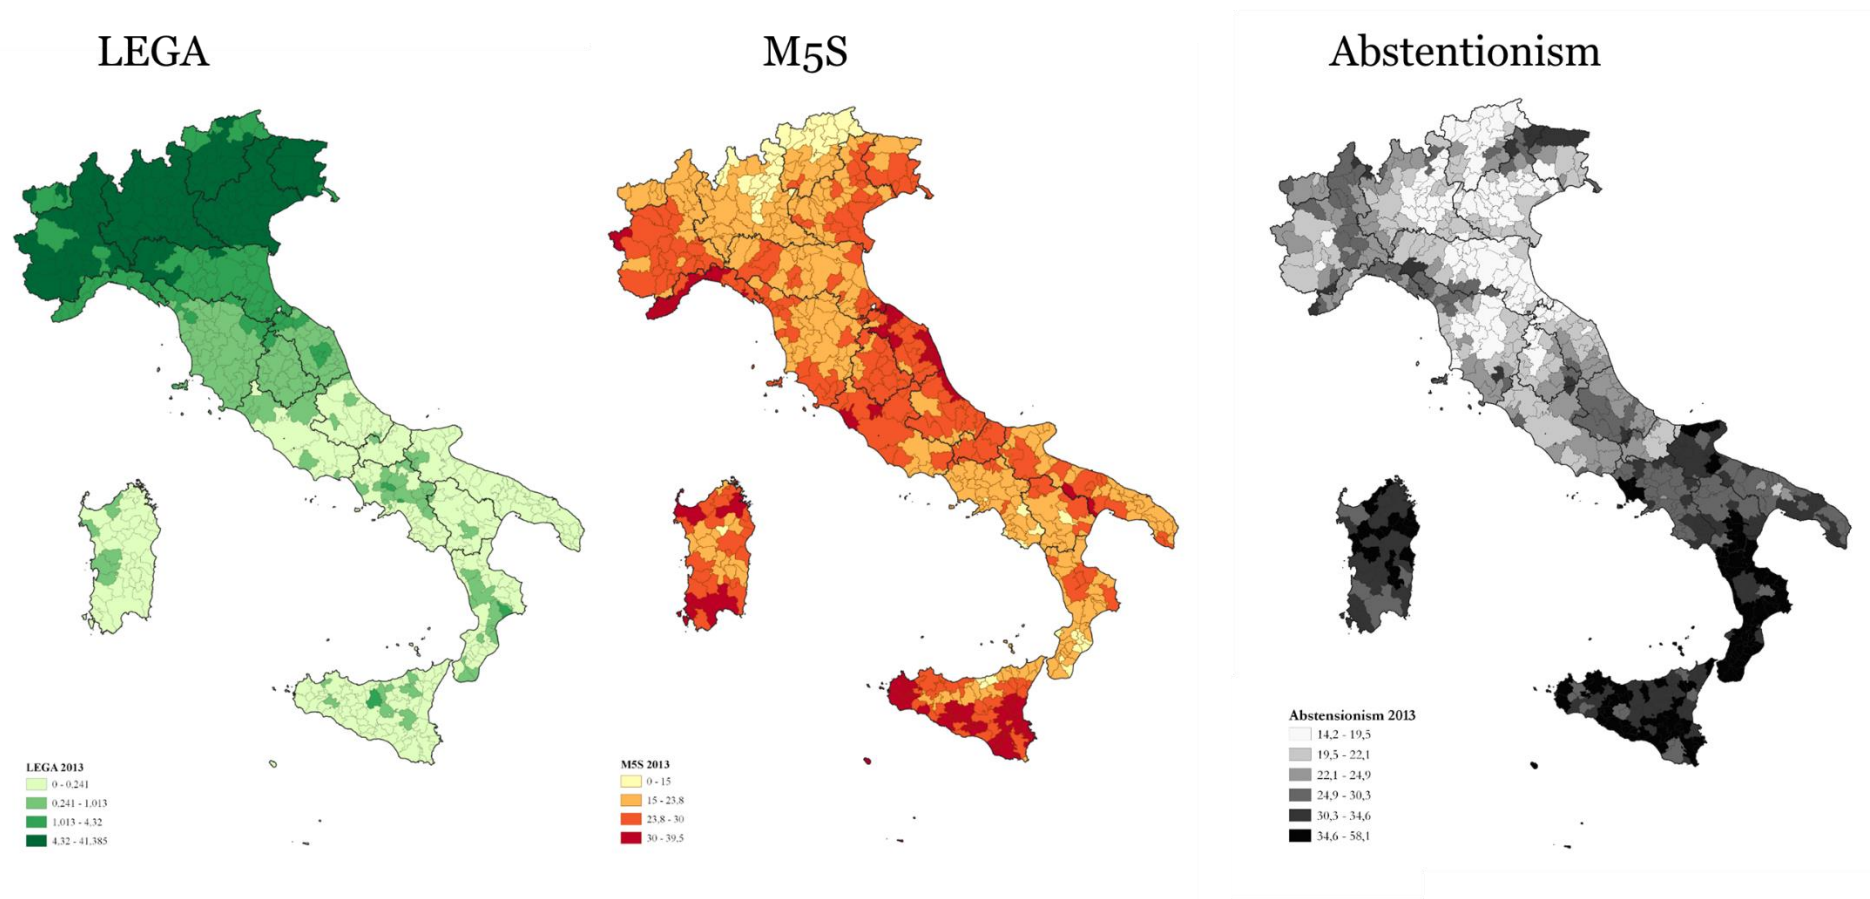 LEGA
M5S
Abstentionism
LEGA 2013
0 - 0,241
0,241 - 1,013
1,013 - 4,32
4,32 - 41,385
M5S 2013
0 - 15
15 - 23,8
23,8 - 30
30 - 39,5
Abstensionism 2013
14,2 - 19,5
19,5 - 22,1
22,1 - 24,9
24,9 - 30,3
30,3 - 34,6
34,6 - 58,1